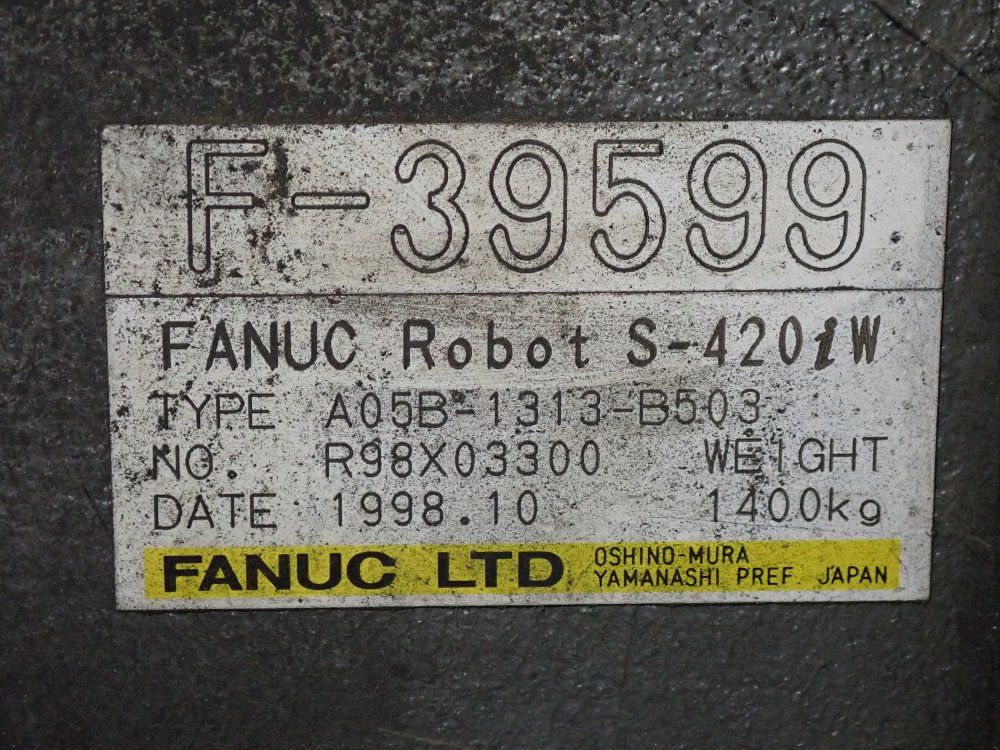 F-39599
FANUC Robot S-420iW
TYPE A05B-1313-B503
NO. R98X03300 WEIGHT
DATE 1998.10 1400kg
FANUC LTD OSHINO-MURA
YAMANASHI PREF. JAPAN